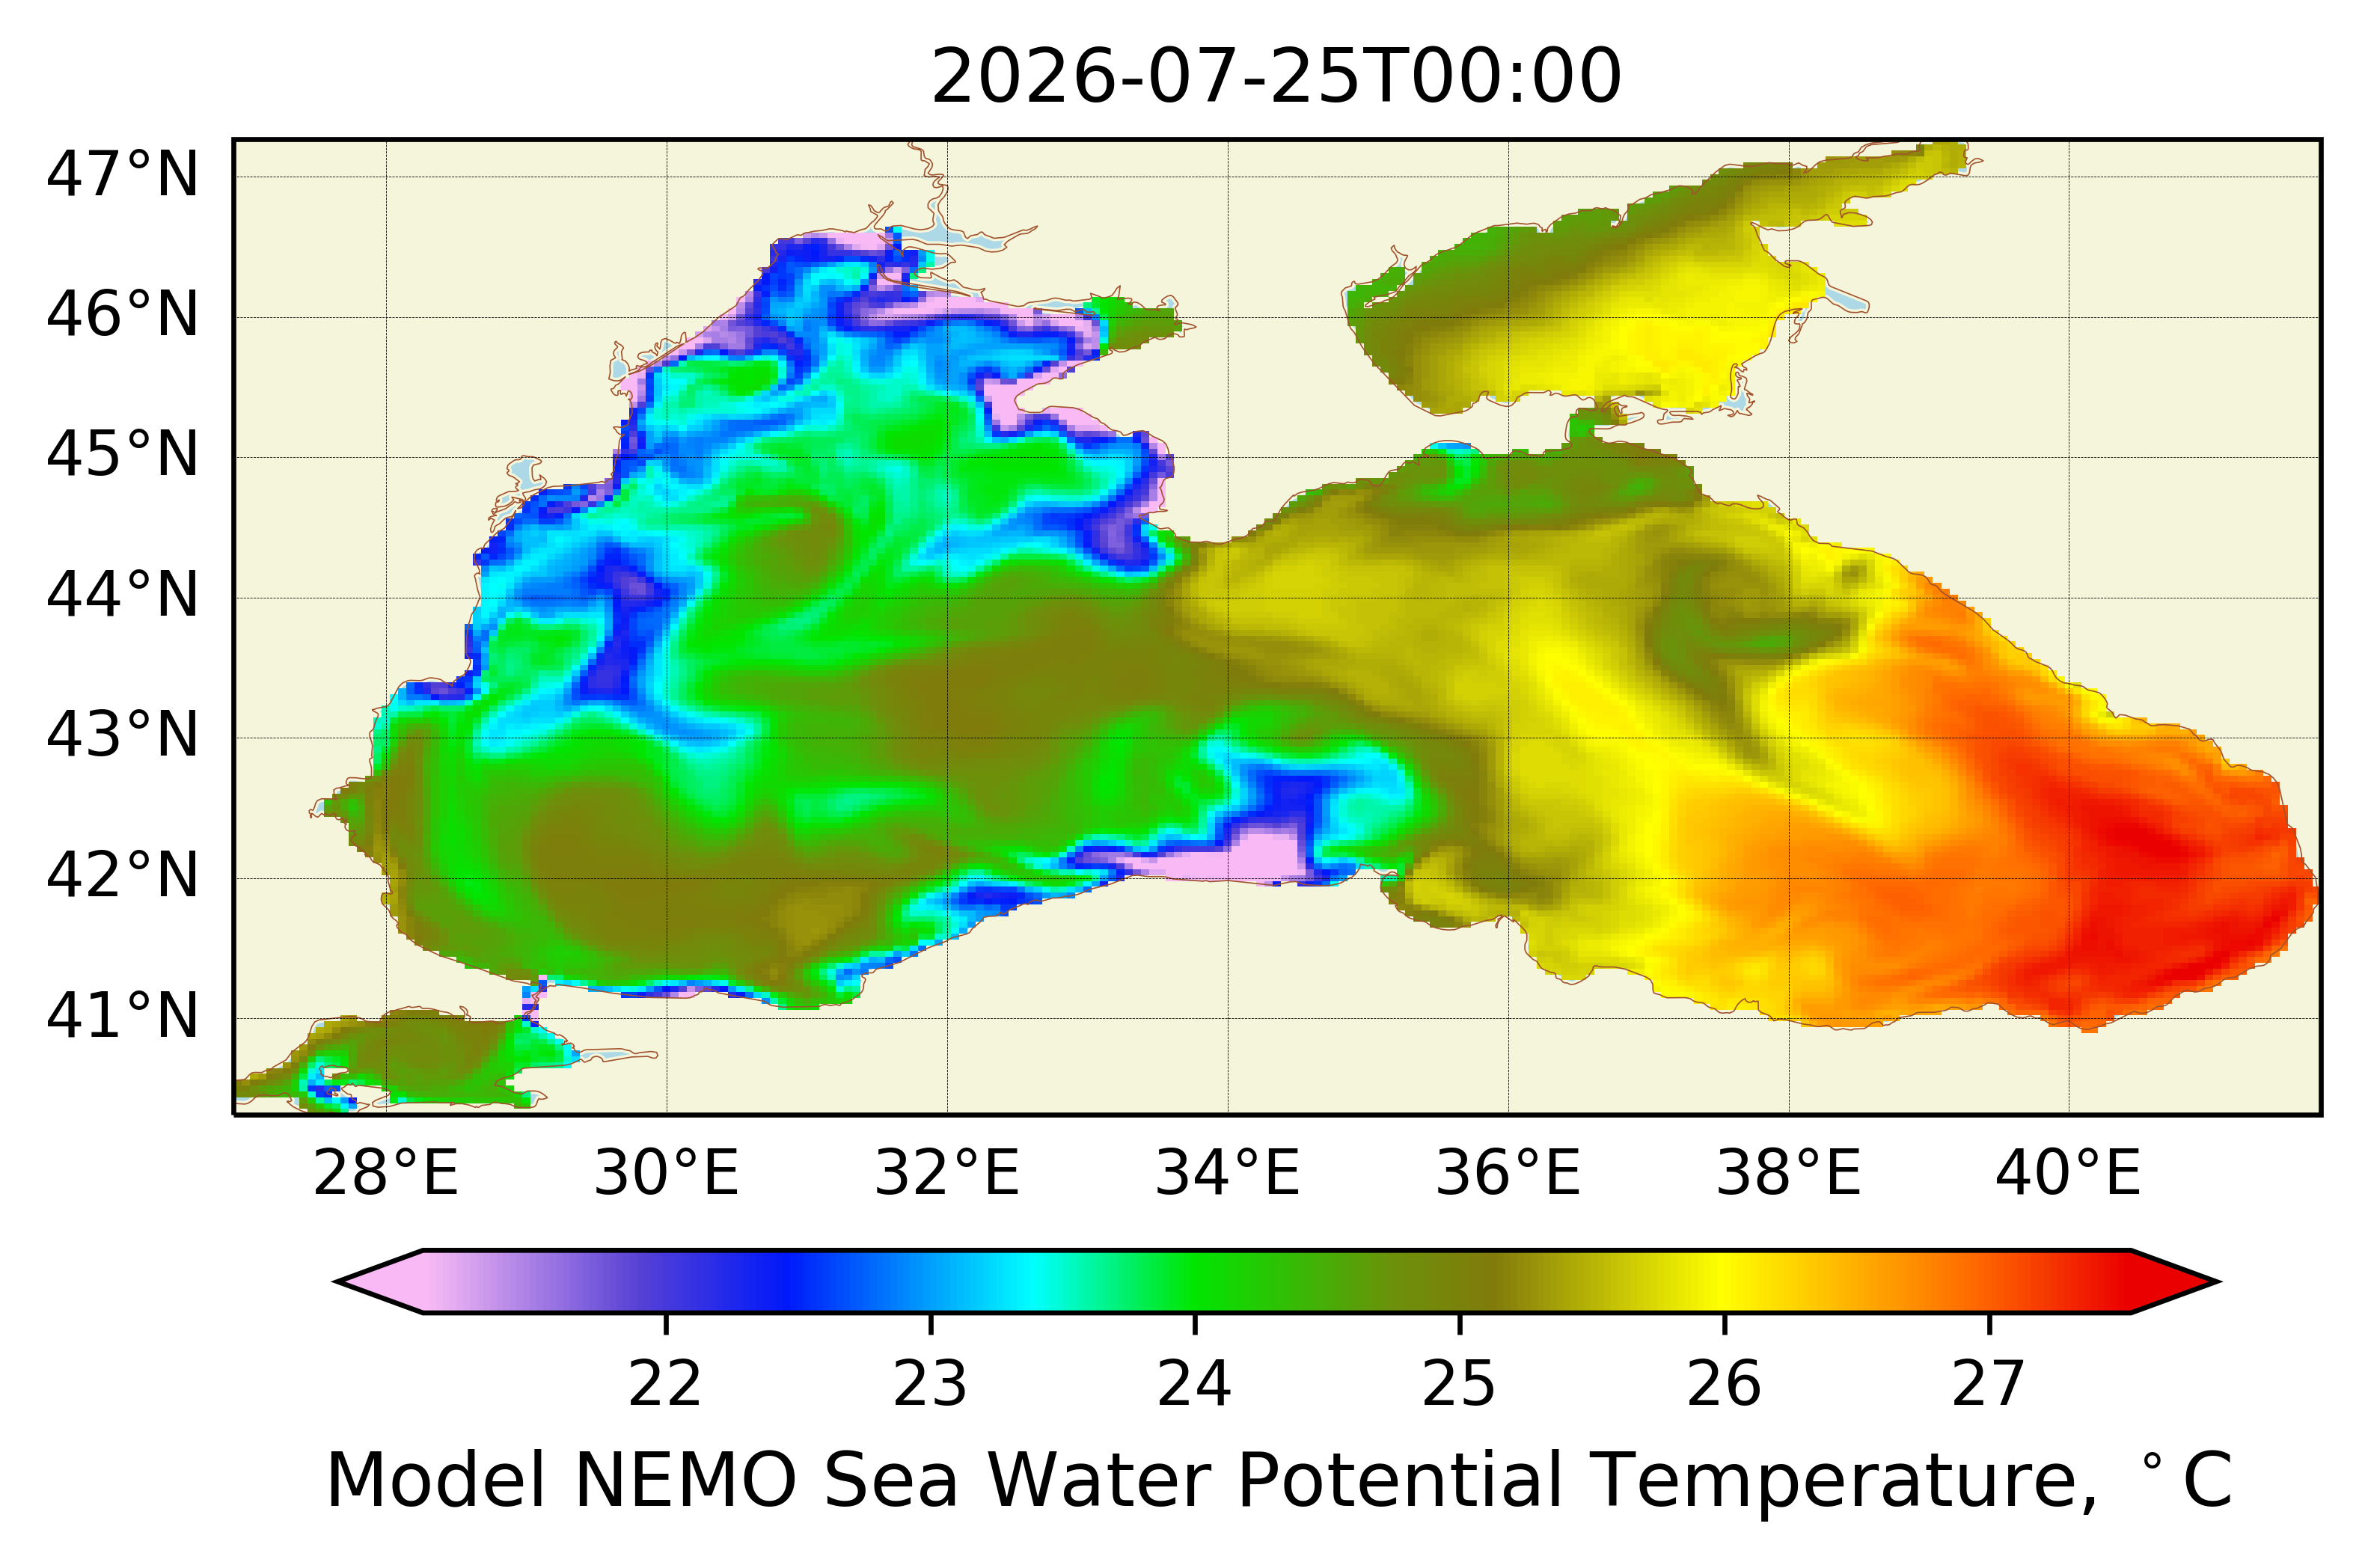 2026-07-25T00:00
47°N
46°N
45°N
44°N
43°N
42°N
41°N
28°E 30°E 32°E 34°E 36°E 38°E 40°E
22 23 24 25 26 27
Model NEMO Sea Water Potential Temperature, °C